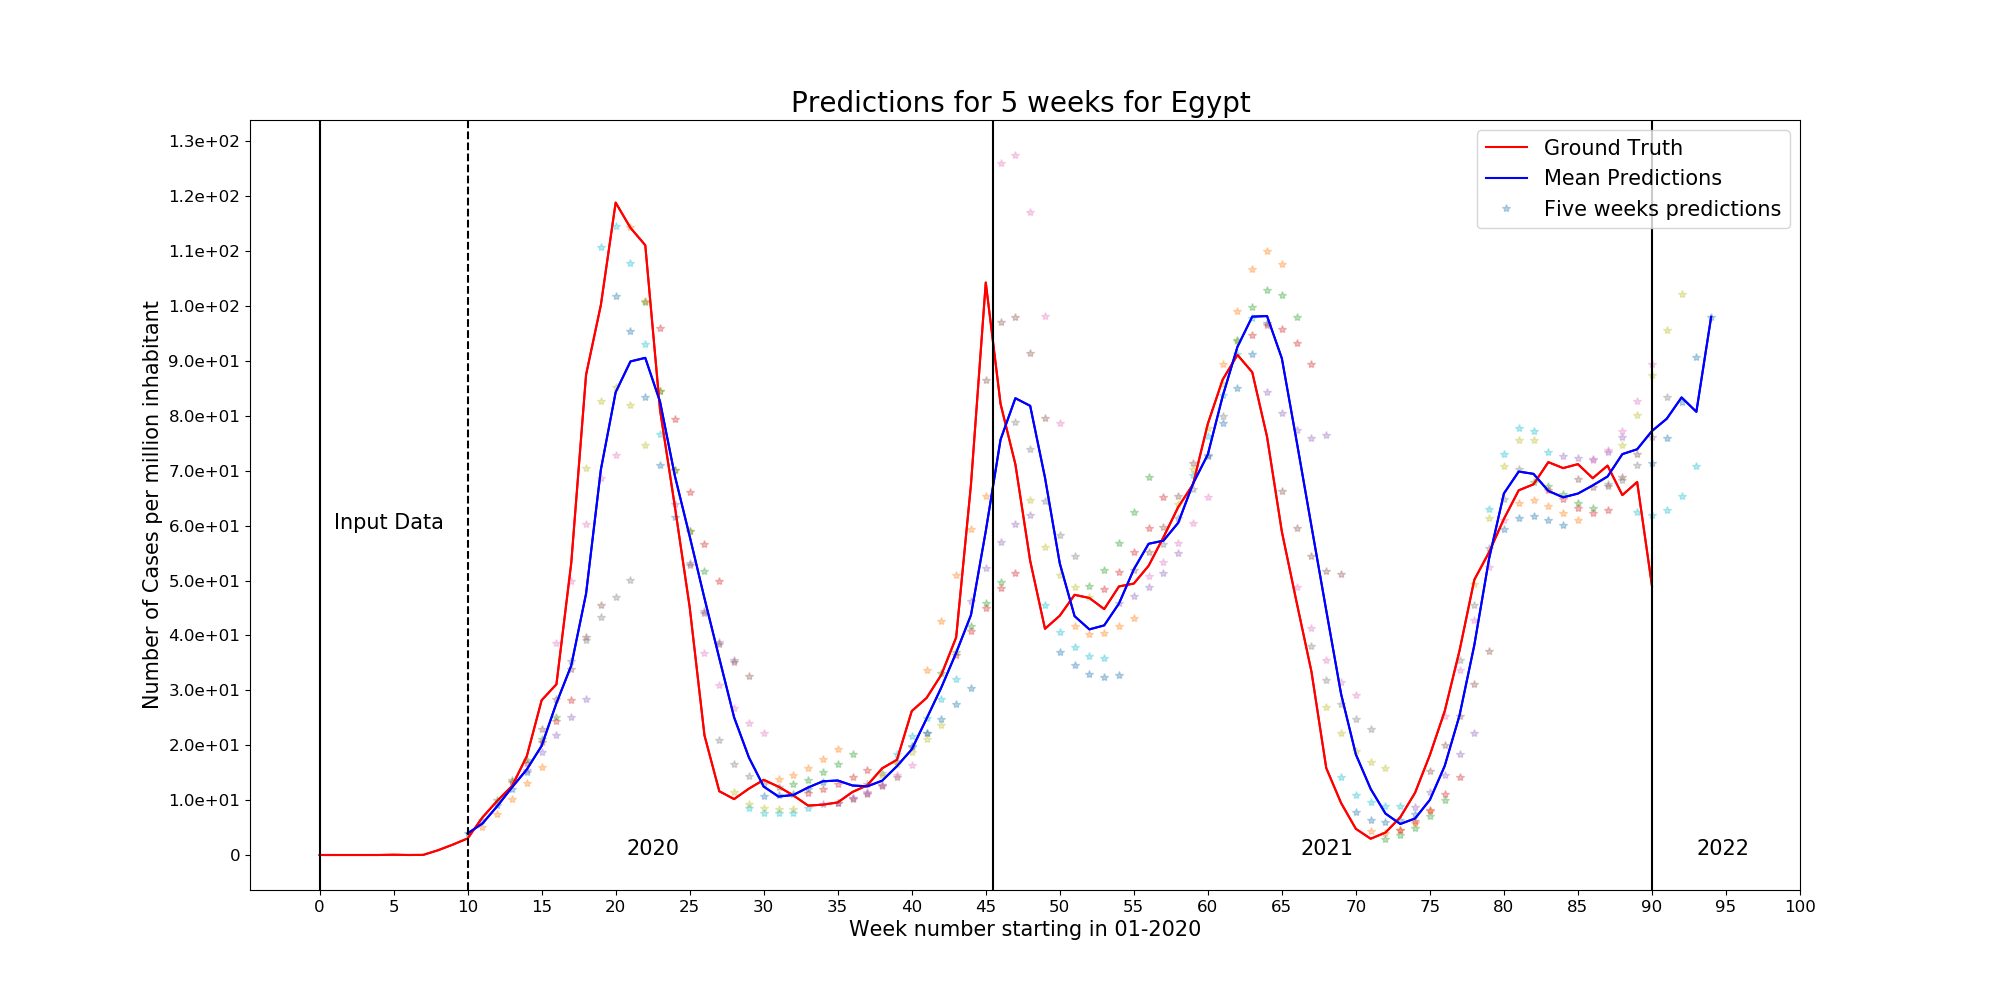 Predictions for 5 weeks for Egypt
1.3e+02
1.2e+02
1.1e+02
1.0e+02
9.0e+01
8.0e+01
7.0e+01
6.0e+01
5.0e+01
4.0e+01
3.0e+01
2.0e+01
1.0e+01
0
Number of Cases per million inhabitant
Ground Truth
Mean Predictions
Five weeks predictions
Input Data
2020
2021
2022
0 5 10 15 20 25 30 35 40 45 50 55 60 65 70 75 80 85 90 95 100
Week number starting in 01-2020